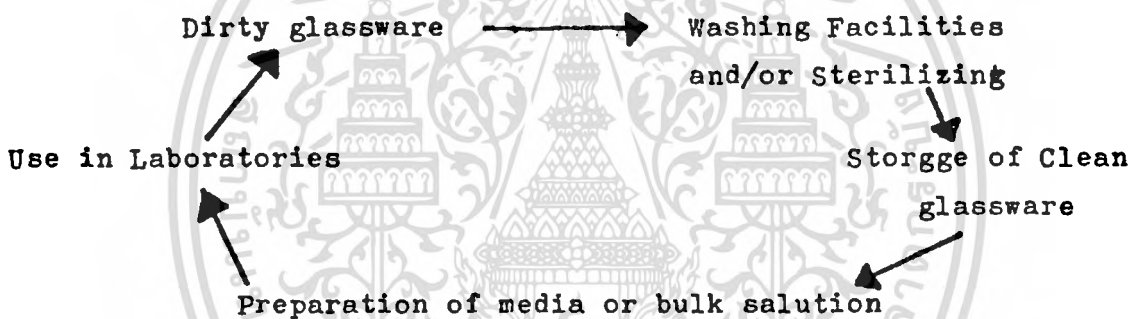 Dirty glassware
Washing Facilities
and/or Sterilizing
Use in Laboratories
Storgge of Clean
glassware
Preparation of media or bulk salution